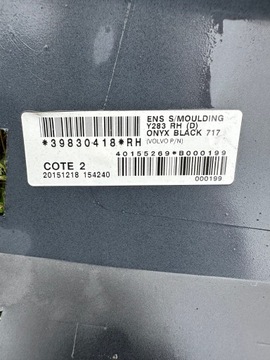 ENS S/MOULDING
Y283 RH (D)
ONYX BLACK 717
*39830418*RH
(VOLVO P/N)
40155269*B000199
COTE 2
20151218 154240
000199